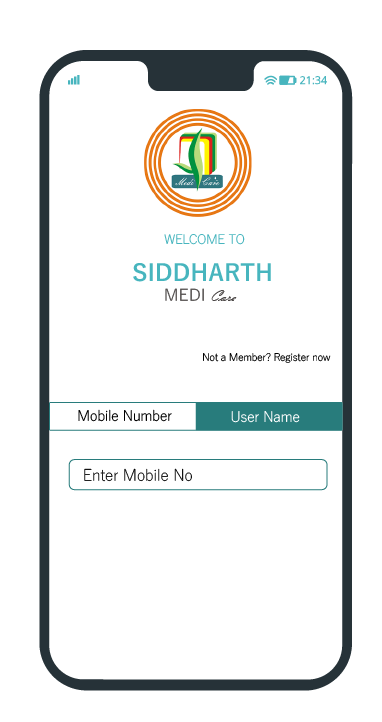 21:34
Medi Care
WELCOME TO
SIDDHARTH
MEDI Care
Not a Member? Register now
Mobile Number
User Name
Enter Mobile No